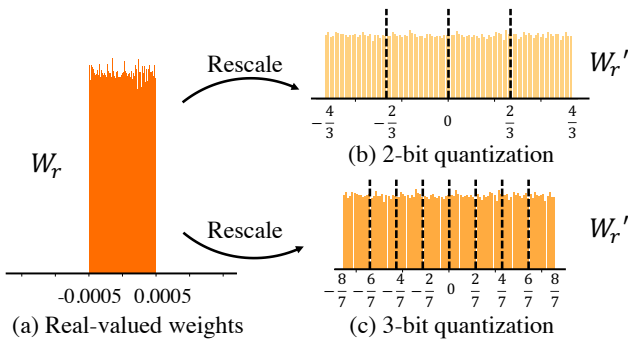 W_r
-0.0005 0.0005
(a) Real-valued weights
Rescale
W_r′
−4/3 −2/3 0 2/3 4/3
(b) 2-bit quantization
Rescale
W_r′
−8/7 −6/7 −4/7 −2/7 0 2/7 4/7 6/7 8/7
(c) 3-bit quantization